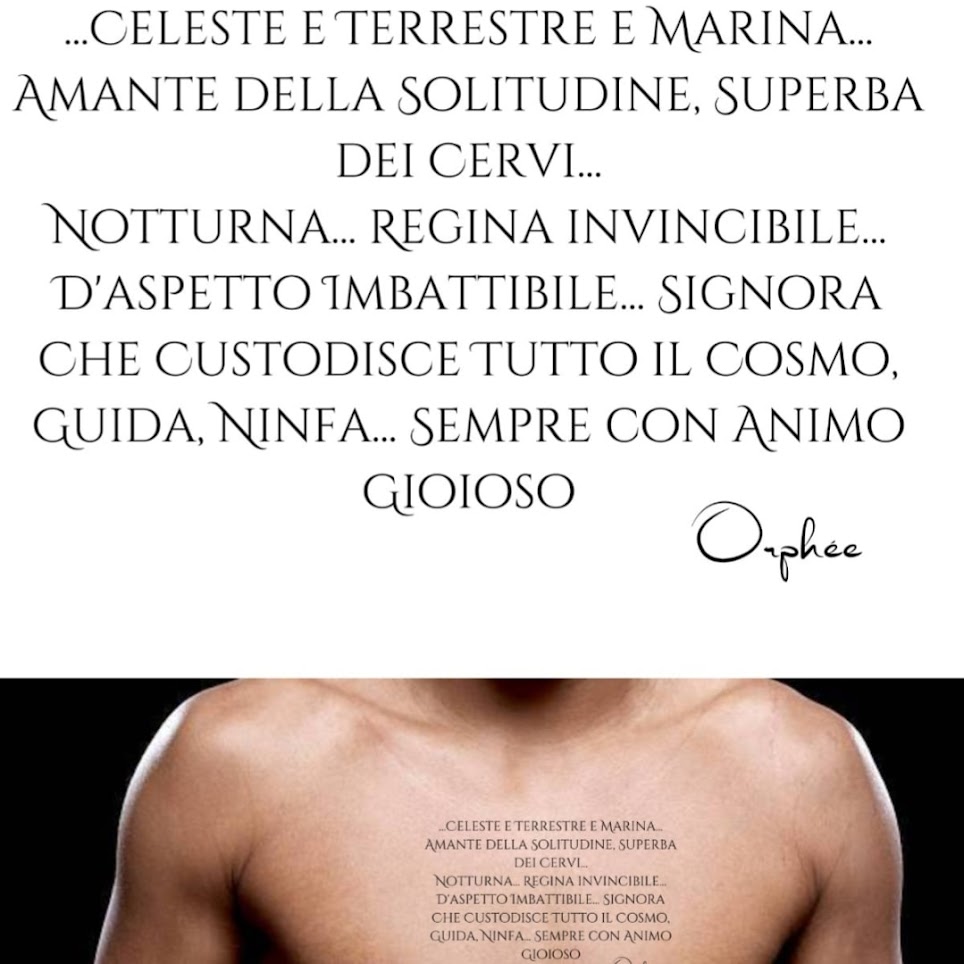 ...Celeste e Terrestre e Marina...
Amante della Solitudine, Superba
dei Cervi...
Notturna... Regina invincibile...
D'aspetto Imbattibile... Signora
Che Custodisce Tutto il Cosmo,
Guida, Ninfa... Sempre con Animo
Gioioso
Orphée
...Celeste e Terrestre e Marina...
Amante della Solitudine, Superba
dei Cervi...
Notturna... Regina invincibile...
D'aspetto Imbattibile... Signora
Che Custodisce Tutto il Cosmo,
Guida, Ninfa... Sempre con Animo
Gioioso